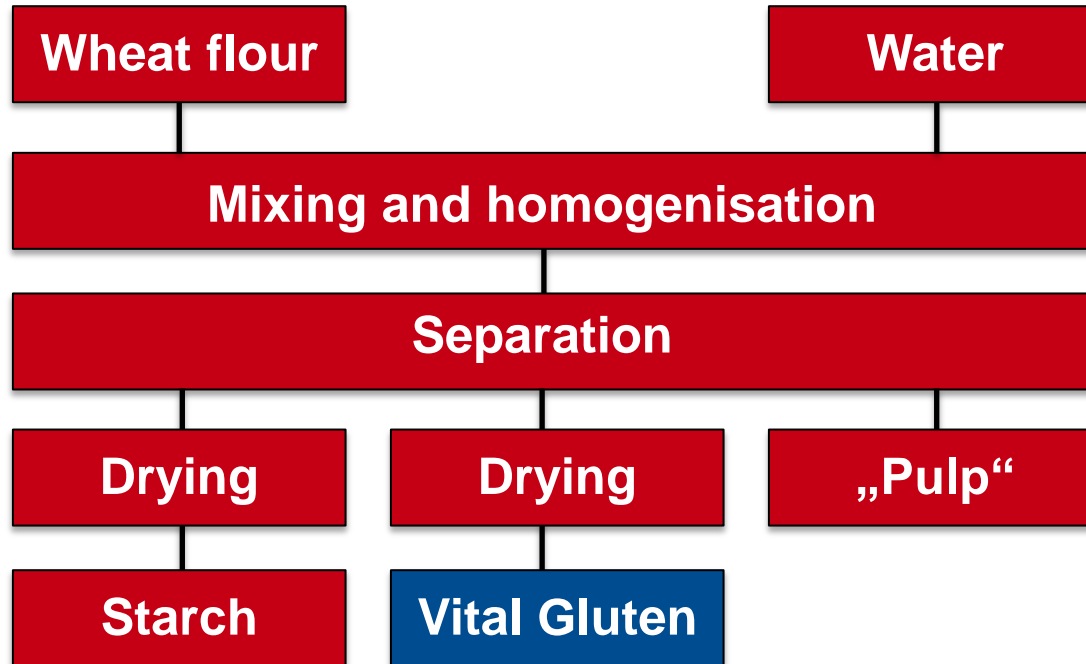 Wheat flour
Water
Mixing and homogenisation
Separation
Drying
Drying
„Pulp“
Starch
Vital Gluten